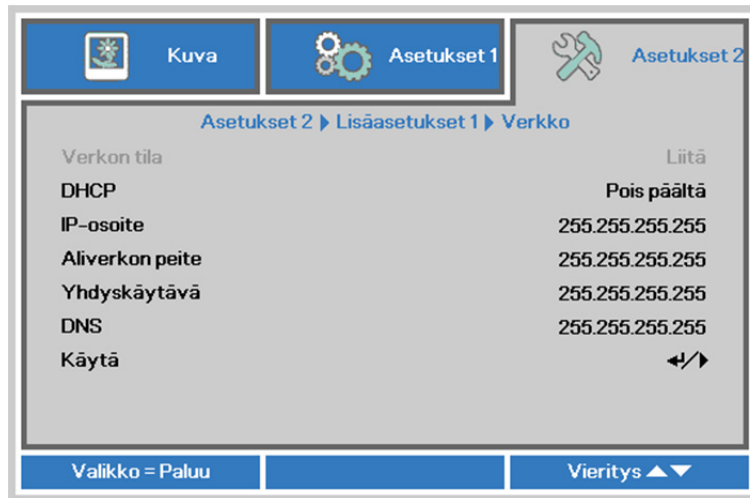 Kuva Asetukset 1 Asetukset 2
Asetukset 2 ▶ Lisäasetukset 1 ▶ Verkko
Verkon tila Liitä
DHCP Pois päältä
IP-osoite 255.255.255.255
Aliverkon peite 255.255.255.255
Yhdyskäytävä 255.255.255.255
DNS 255.255.255.255
Käytä ↵/▶
Valikko = Paluu Vieritys ▲▼